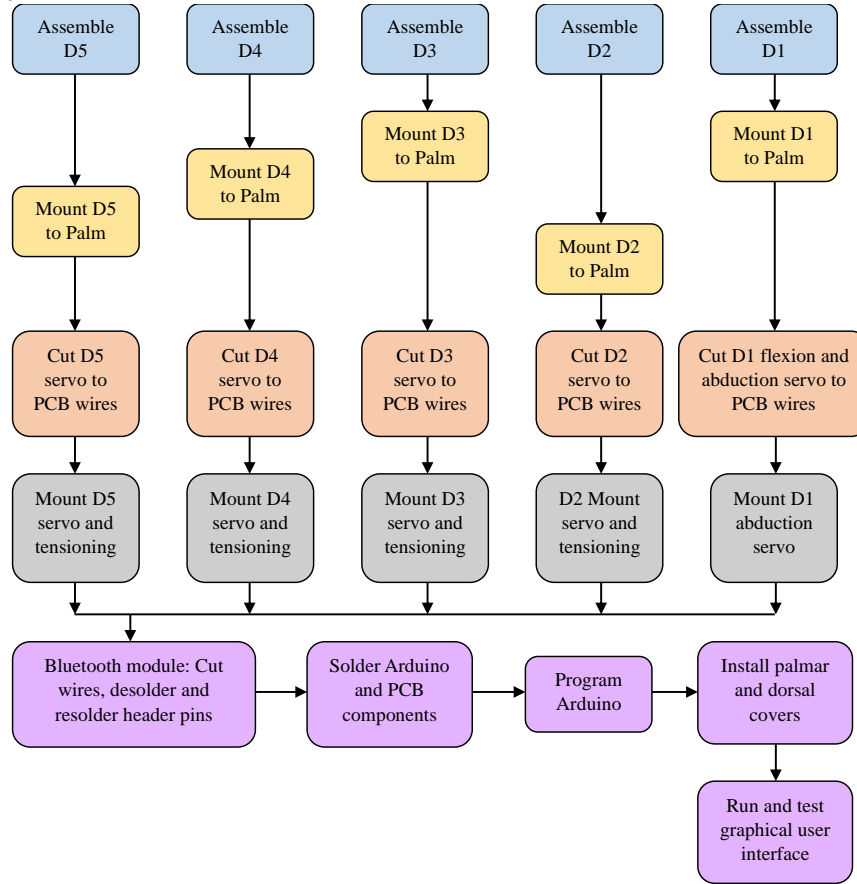 Assemble
D5
Assemble
D4
Assemble
D3
Assemble
D2
Assemble
D1
Mount D3
to Palm
Mount D1
to Palm
Mount D4
to Palm
Mount D5
to Palm
Mount D2
to Palm
Cut D5
servo to
PCB wires
Cut D4
servo to
PCB wires
Cut D3
servo to
PCB wires
Cut D2
servo to
PCB wires
Cut D1 flexion and
abduction servo to
PCB wires
Mount D5
servo and
tensioning
Mount D4
servo and
tensioning
Mount D3
servo and
tensioning
D2 Mount
servo and
tensioning
Mount D1
abduction
servo
Bluetooth module: Cut
wires, desolder and
resolder header pins
Solder Arduino
and PCB
components
Program
Arduino
Install palmar
and dorsal
covers
Run and test
graphical user
interface